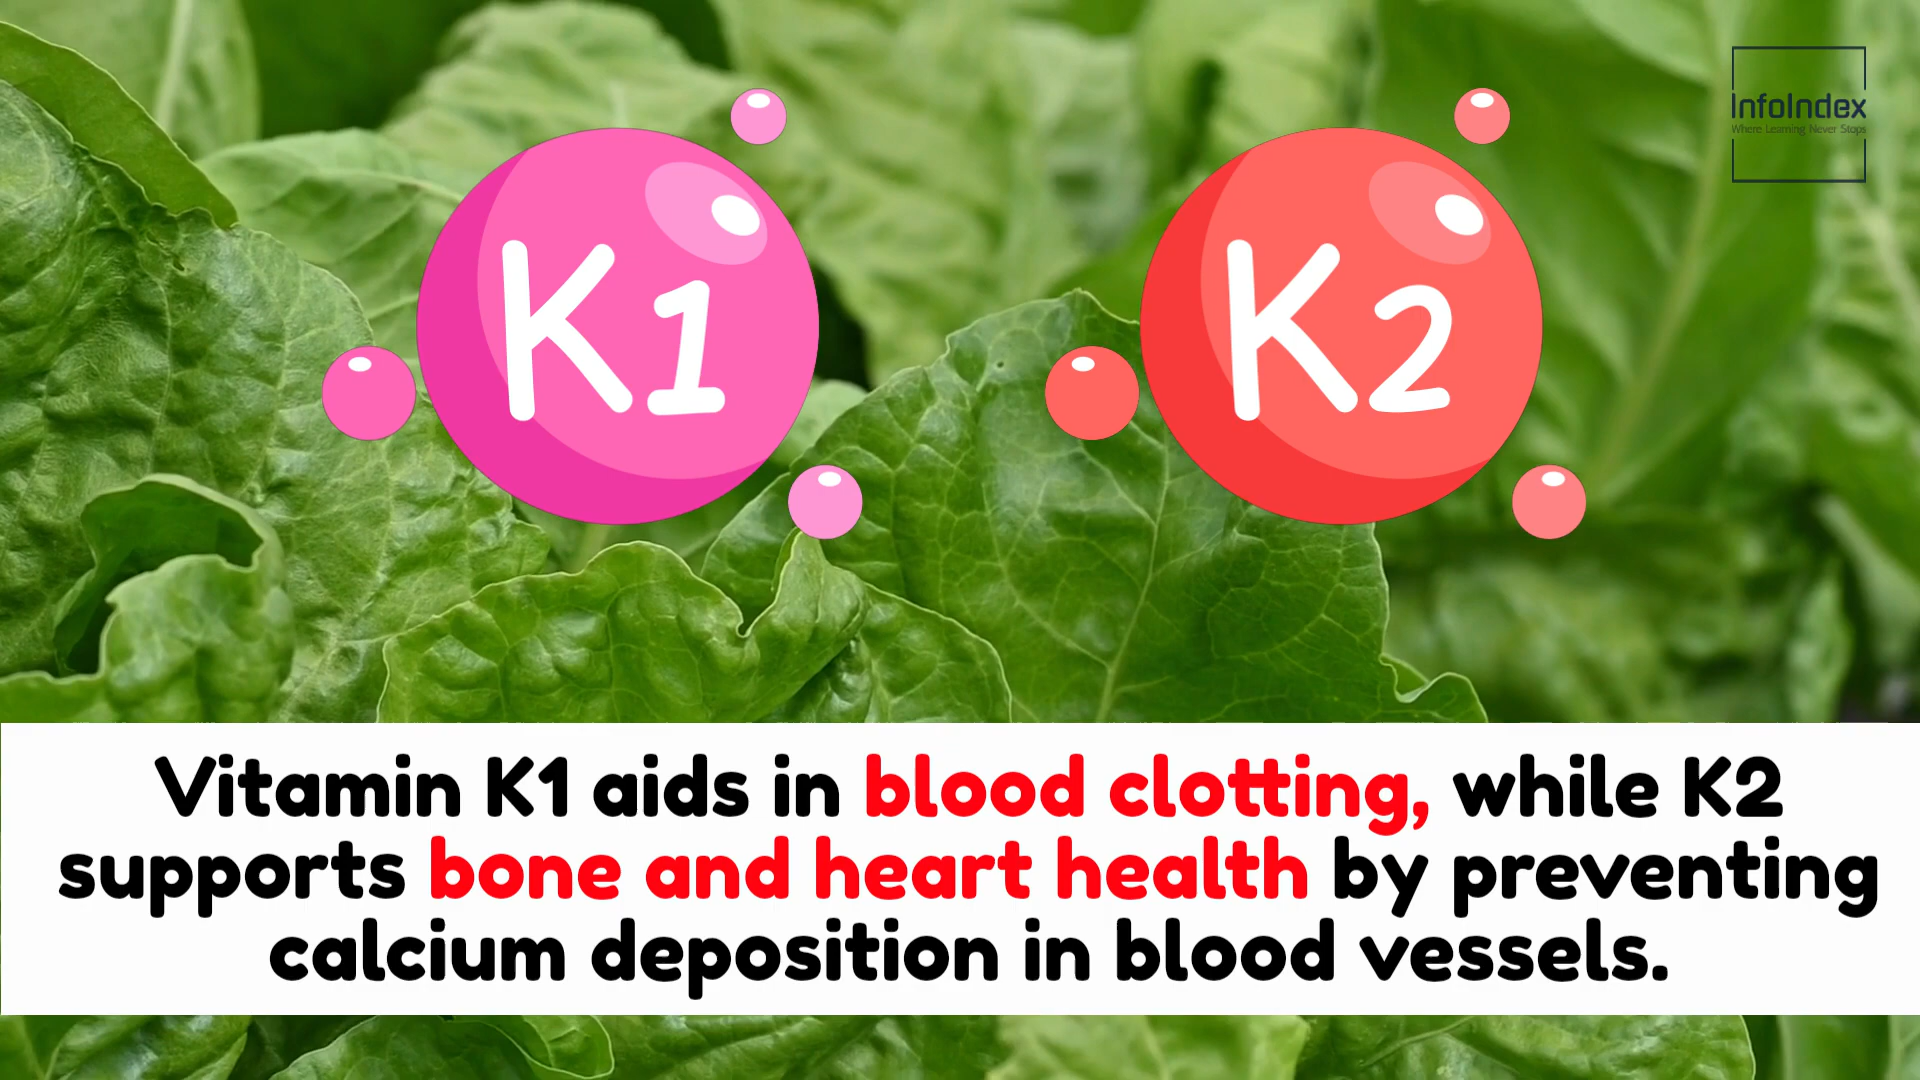 K1
K2
InfoIndex
Where Learning Never Stops
Vitamin K1 aids in blood clotting, while K2
supports bone and heart health by preventing
calcium deposition in blood vessels.